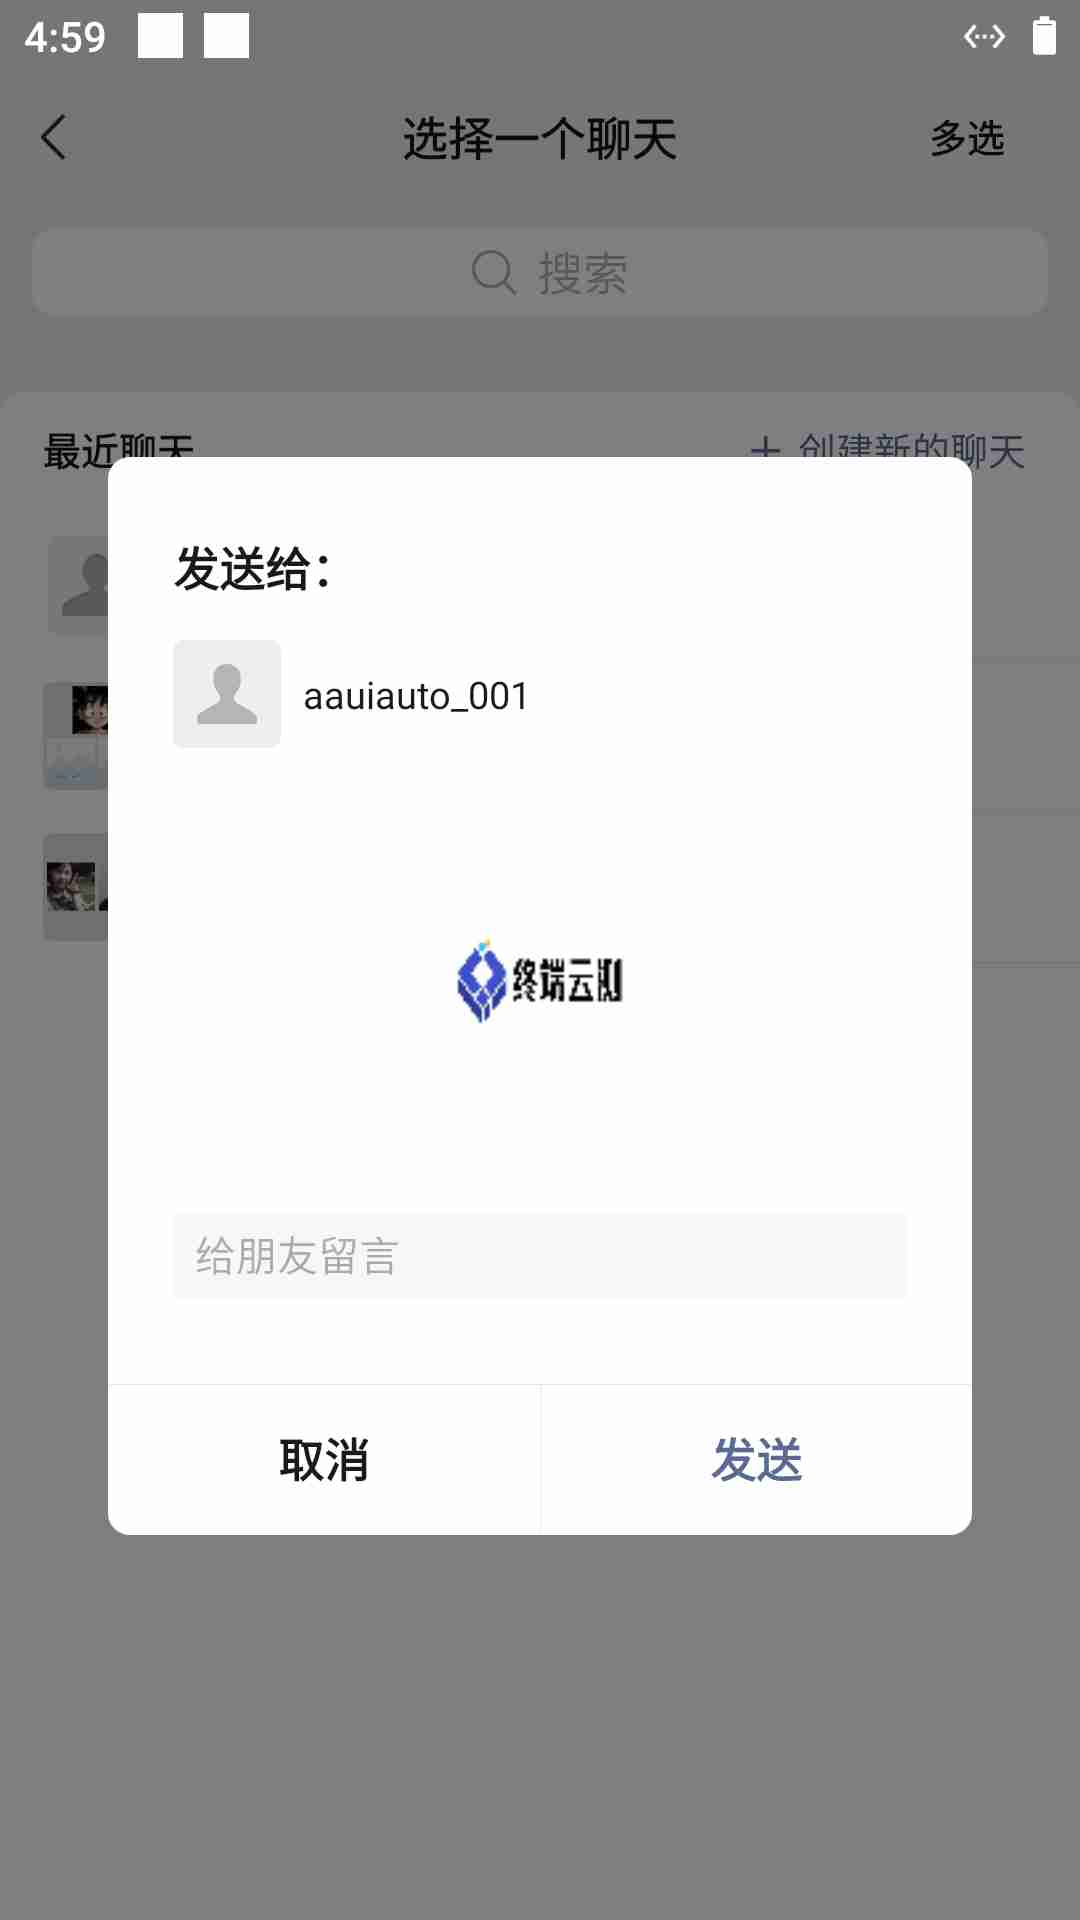 4:59
选择一个聊天
多选
搜索
最近聊天
创建新的聊天
发送给：
aauiauto_001
终端云测
给朋友留言
取消
发送